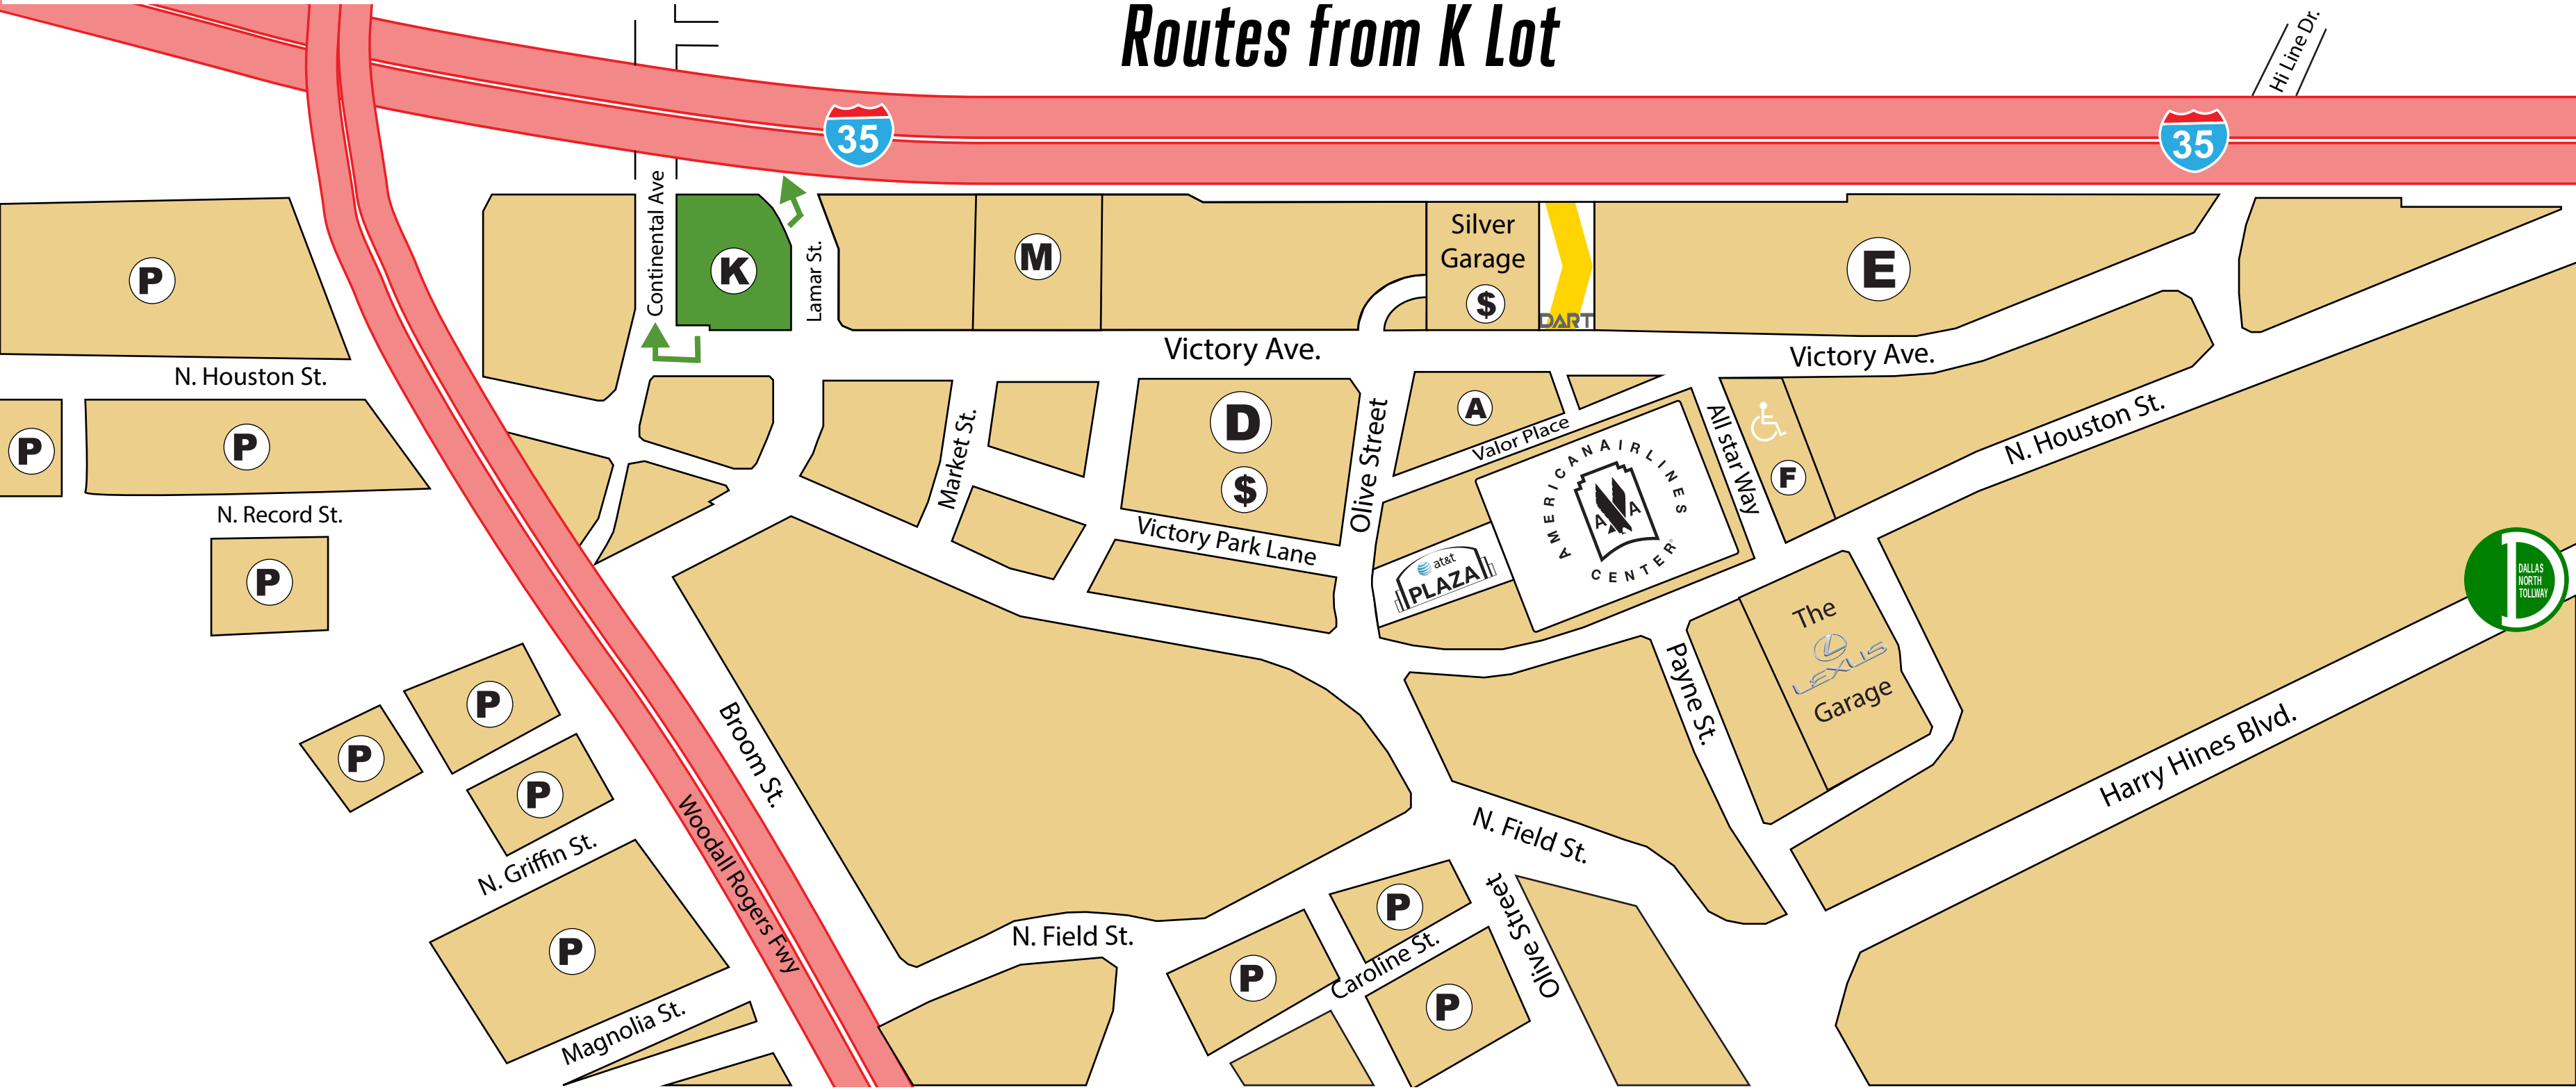 Routes from K Lot
Hi Line Dr.
35
35
Continental Ave
K
Lamar St.
M
Silver
Garage
$
DART
E
P
N. Houston St.
Victory Ave.
Victory Ave.
P
P
N. Record St.
P
Market St.
D
$
Victory Park Lane
Olive Street
A
Valor Place
All star Way
F
N. Houston St.
AMERICANAIRLINES
CENTER®
A A
at&t
PLAZA
The
LEXUS
Garage
DALLAS
NORTH
TOLLWAY
Payne St.
Harry Hines Blvd.
P
P
P
N. Griffin St.
P
Magnolia St.
Broom St.
Woodall Rogers Fwy
N. Field St.
N. Field St.
P
P
Caroline St.
P
Olive Street